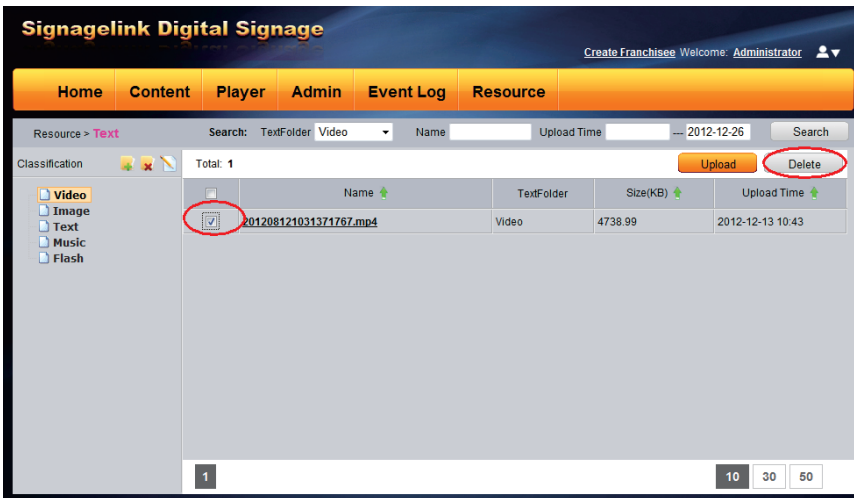 Signagelink Digital Signage
Create Franchisee Welcome: Administrator
Home Content Player Admin Event Log Resource
Resource > Text Search: TextFolder Video Name Upload Time --- 2012-12-26 Search
Classification Total: 1 Upload Delete
Name TextFolder Size(KB) Upload Time
201208121031371767.mp4 Video 4738.99 2012-12-13 10:43
Video
Image
Text
Music
Flash
1 10 30 50